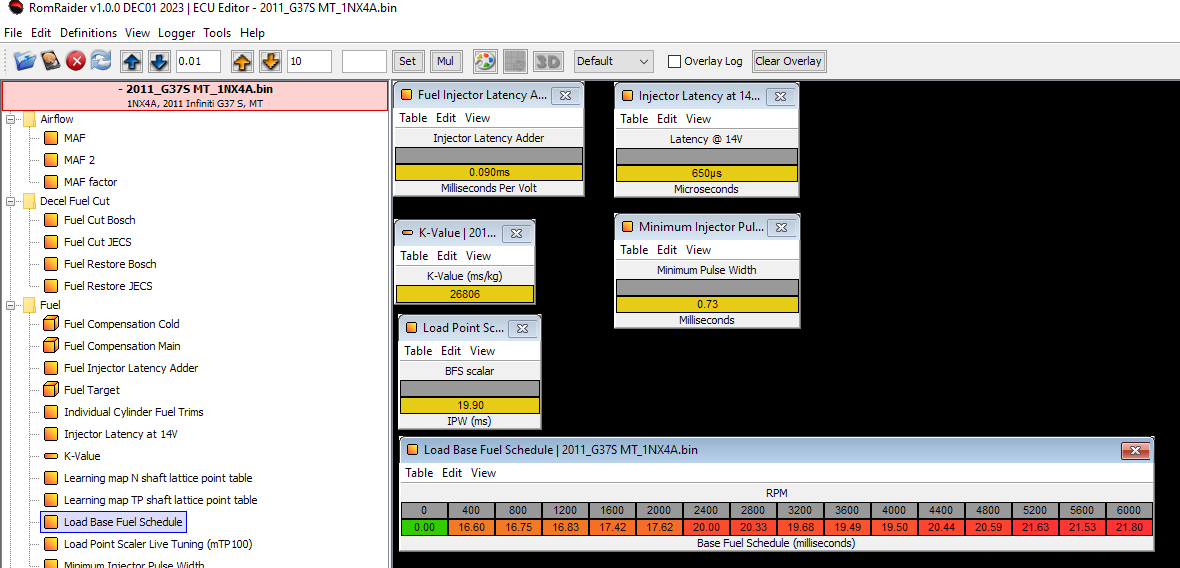 RomRaider v1.0.0 DEC01 2023 | ECU Editor - 2011_G37S MT_1NX4A.bin
File Edit Definitions View Logger Tools Help
0.01 10 Set Mul 3D Default Overlay Log Clear Overlay
- 2011_G37S MT_1NX4A.bin
1NX4A, 2011 Infiniti G37 S, MT
Airflow
MAF
MAF 2
MAF factor
Decel Fuel Cut
Fuel Cut Bosch
Fuel Cut JECS
Fuel Restore Bosch
Fuel Restore JECS
Fuel
Fuel Compensation Cold
Fuel Compensation Main
Fuel Injector Latency Adder
Fuel Target
Individual Cylinder Fuel Trims
Injector Latency at 14V
K-Value
Learning map N shaft lattice point table
Learning map TP shaft lattice point table
Load Base Fuel Schedule
Load Point Scaler Live Tuning (mTP100)
Minimum Injector Pulse Width
Fuel Injector Latency A...
Table Edit View
Injector Latency Adder
0.090ms
Milliseconds Per Volt
Injector Latency at 14...
Table Edit View
Latency @ 14V
650µs
Microseconds
K-Value | 201...
Table Edit View
K-Value (ms/kg)
26806
Minimum Injector Pul...
Table Edit View
Minimum Pulse Width
0.73
Milliseconds
Load Point Sc...
Table Edit View
BFS scalar
19.90
IPW (ms)
Load Base Fuel Schedule | 2011_G37S MT_1NX4A.bin
Table Edit View
RPM
0 400 800 1200 1600 2000 2400 2800 3200 3600 4000 4400 4800 5200 5600 6000
0.00 16.60 16.75 16.83 17.42 17.62 20.00 20.33 19.68 19.49 19.50 20.44 20.59 21.63 21.53 21.80
Base Fuel Schedule (milliseconds)